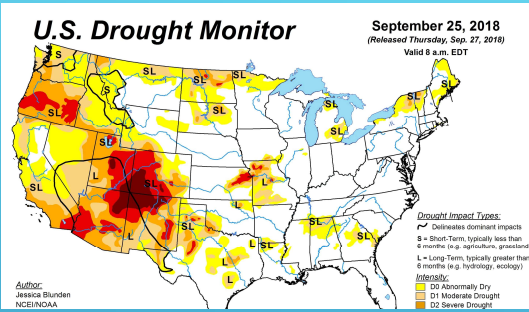 U.S. Drought Monitor
September 25, 2018
(Released Thursday, Sep. 27, 2018)
Valid 8 a.m. EDT
S
SL
SL
SL
S
SL
SL
SL
SL
SL
SL
SL
L
SL
L
SL
L
L
SL
SL
SL
L
L SL
L
Drought Impact Types:
Delineates dominant impacts
S = Short-Term, typically less than
6 months (e.g. agriculture, grassland
L = Long-Term, typically greater than
6 months (e.g. hydrology, ecology)
Intensity:
D0 Abnormally Dry
D1 Moderate Drought
D2 Severe Drought
Author:
Jessica Blunden
NCEI/NOAA